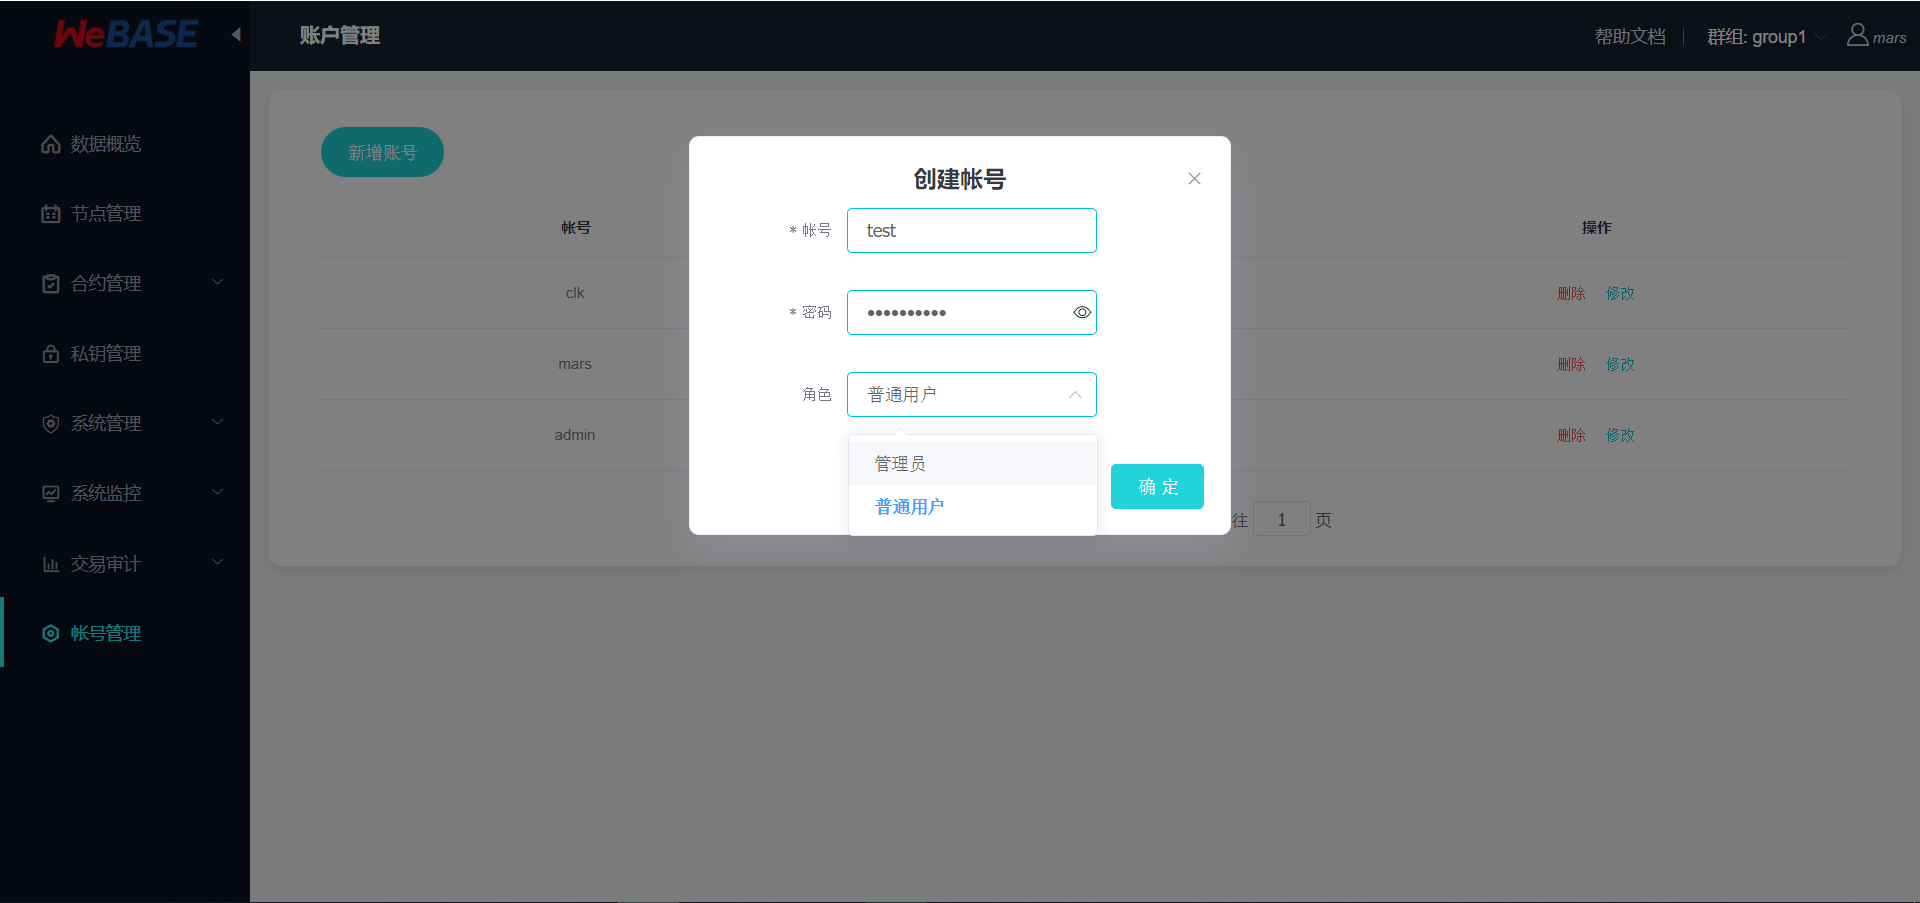 WeBASE
账户管理
帮助文档
群组: group1
mars
数据概览
节点管理
合约管理
私钥管理
系统管理
系统监控
交易审计
帐号管理
新增账号
帐号
操作
clk
删除 修改
mars
删除 修改
admin
删除 修改
往 1 页
创建帐号
* 帐号 test
* 密码 ••••••••••
角色 普通用户
管理员
普通用户
确 定